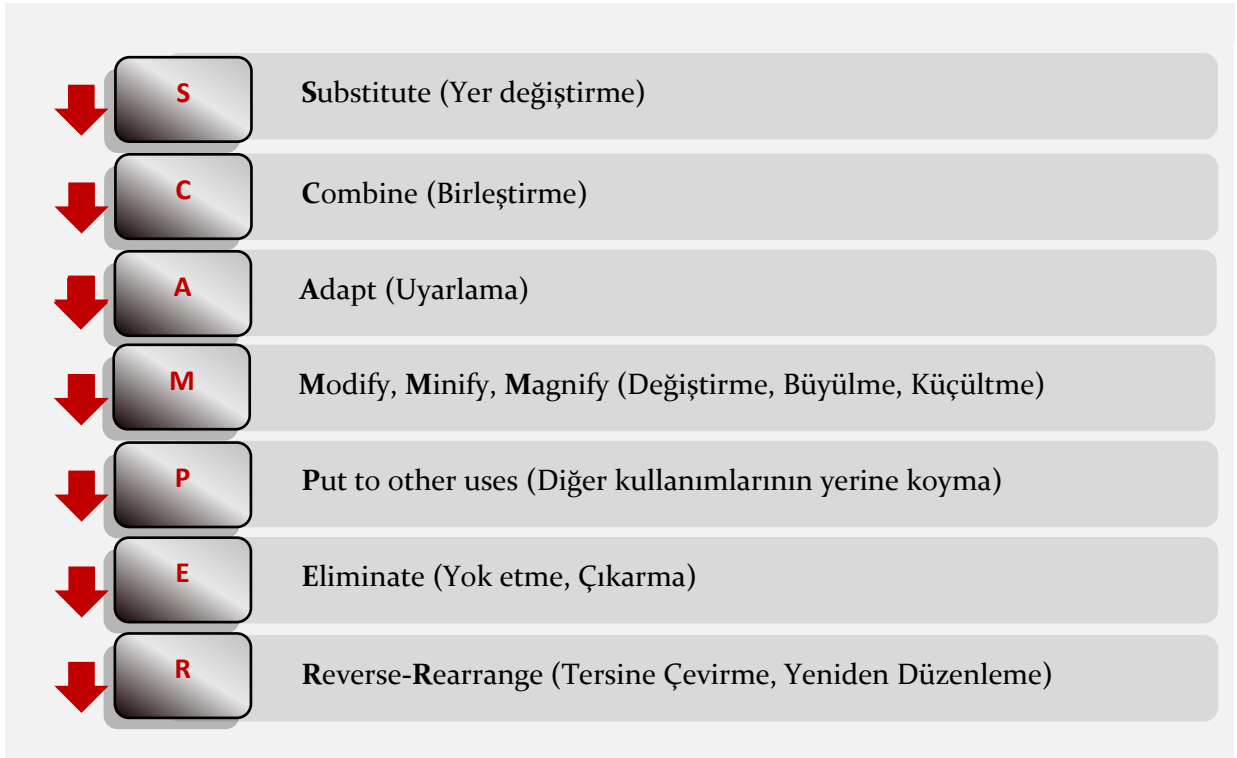 S
Substitute (Yer değiştirme)
C
Combine (Birleştirme)
A
Adapt (Uyarlama)
M
Modify, Minify, Magnify (Değiştirme, Büyülme, Küçültme)
P
Put to other uses (Diğer kullanımlarının yerine koyma)
E
Eliminate (Yok etme, Çıkarma)
R
Reverse-Rearrange (Tersine Çevirme, Yeniden Düzenleme)